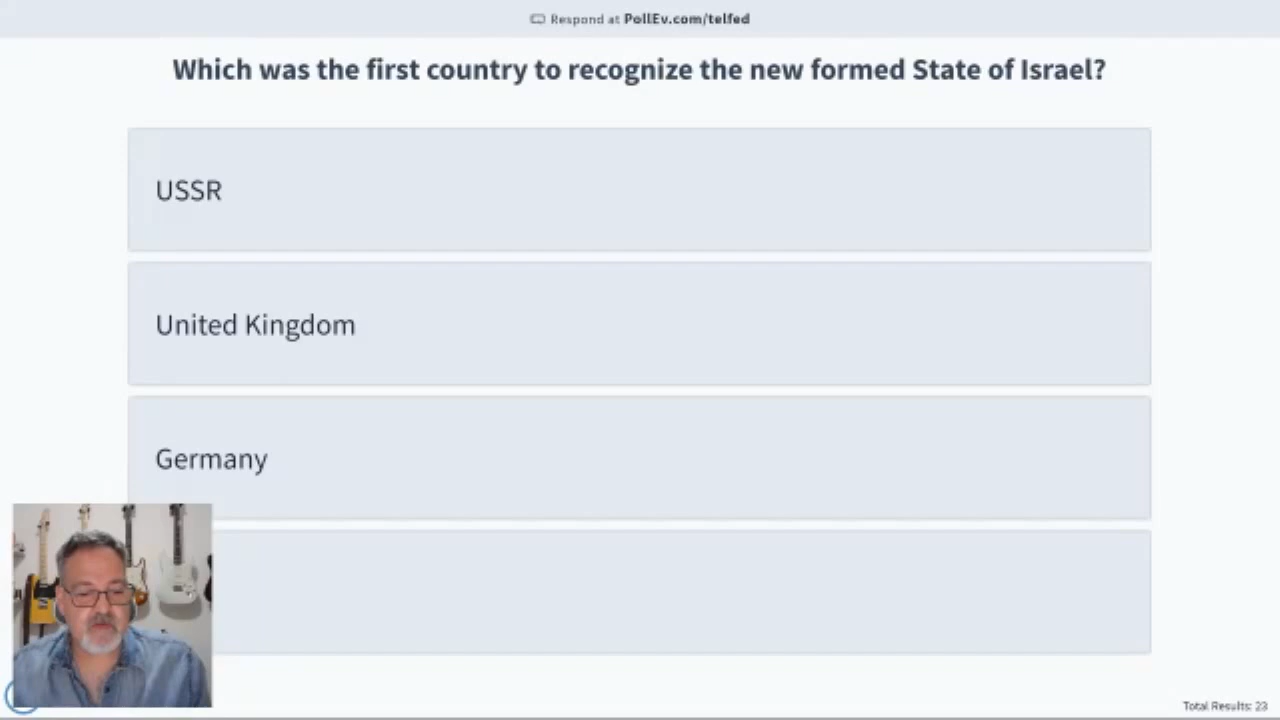 Respond at PollEv.com/telfed
Which was the first country to recognize the new formed State of Israel?
USSR
United Kingdom
Germany
Total Results: 23